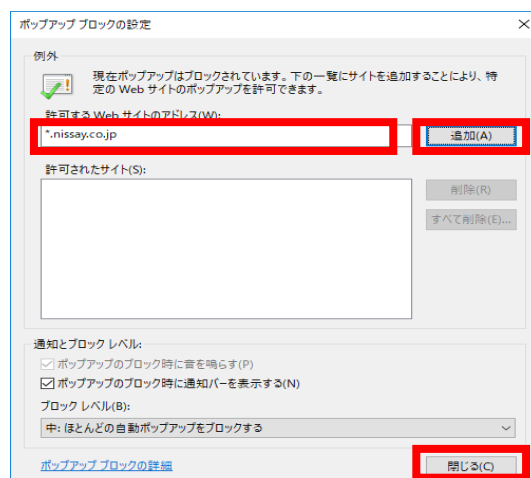 ポップアップ ブロックの設定
例外
現在ポップアップはブロックされています。下の一覧にサイトを追加することにより、特
定の Web サイトのポップアップを許可できます。
許可する Web サイトのアドレス(W):
*.nissay.co.jp
追加(A)
許可されたサイト(S):
削除(R)
すべて削除(E)...
通知とブロック レベル:
ポップアップのブロック時に音を鳴らす(P)
ポップアップのブロック時に通知バーを表示する(N)
ブロック レベル(B):
中: ほとんどの自動ポップアップをブロックする
ポップアップ ブロックの詳細
閉じる(C)